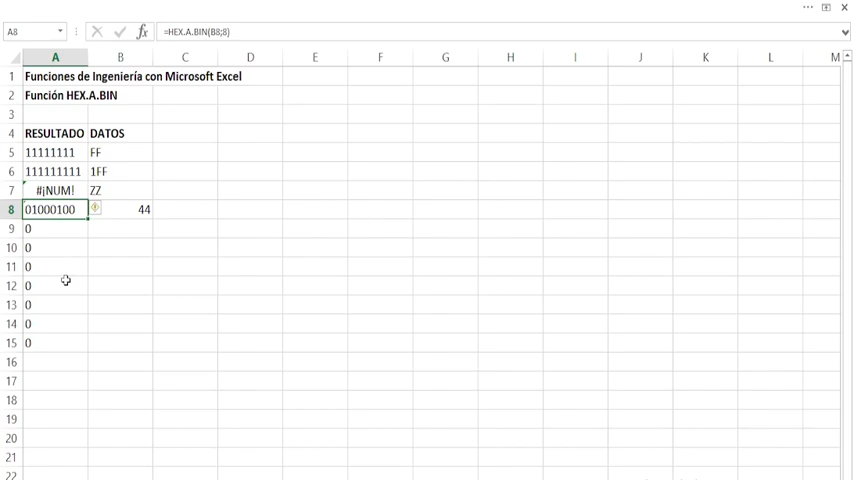 A8 fx =HEX.A.BIN(B8;8)
A B C D E F G H I J K L M
1 Funciones de Ingeniería con Microsoft Excel
2 Función HEX.A.BIN
3
4 RESULTADO DATOS
5 11111111 FF
6 111111111 1FF
7 #¡NUM! ZZ
8 01000100 44
9 0
10 0
11 0
12 0
13 0
14 0
15 0
16
17
18
19
20
21
22